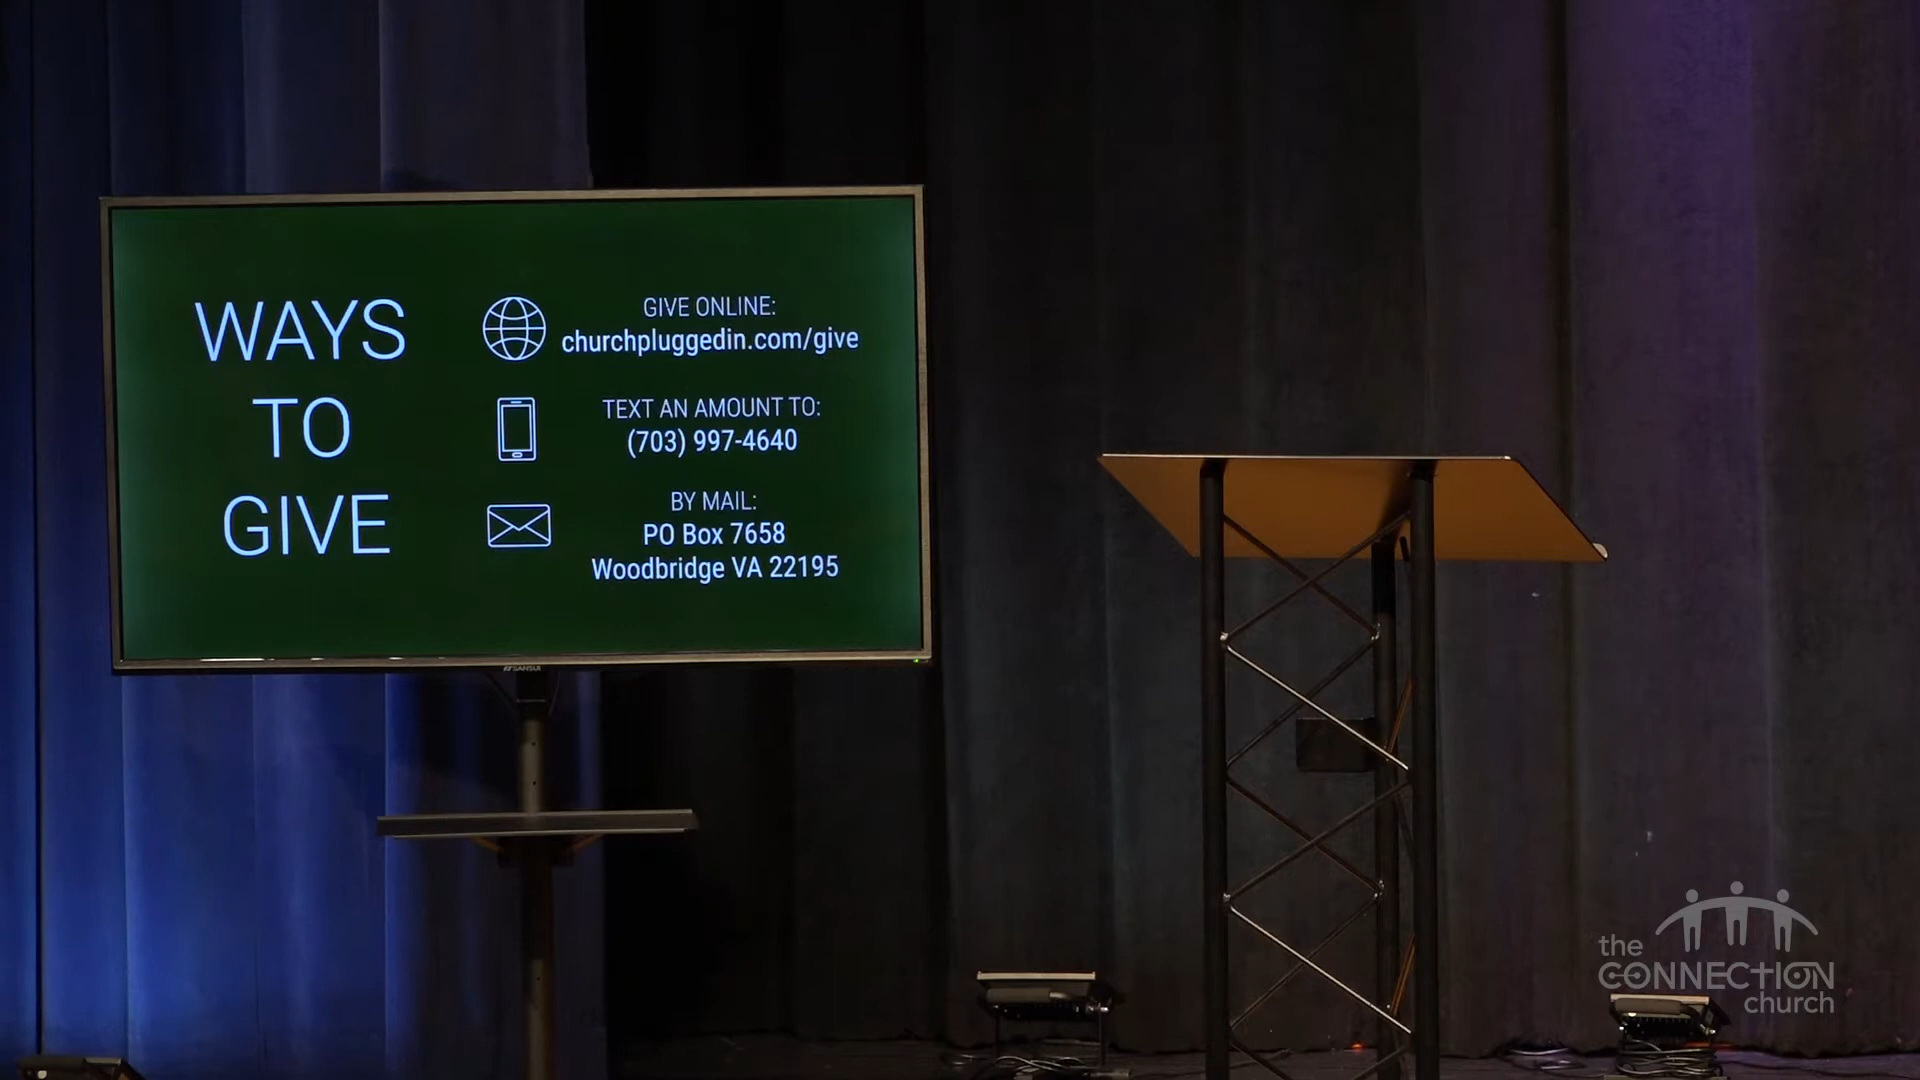 WAYS
TO
GIVE
GIVE ONLINE:
churchpluggedin.com/give
TEXT AN AMOUNT TO:
(703) 997-4640
BY MAIL:
PO Box 7658
Woodbridge VA 22195
SANSUI
the
CONNECTION
church